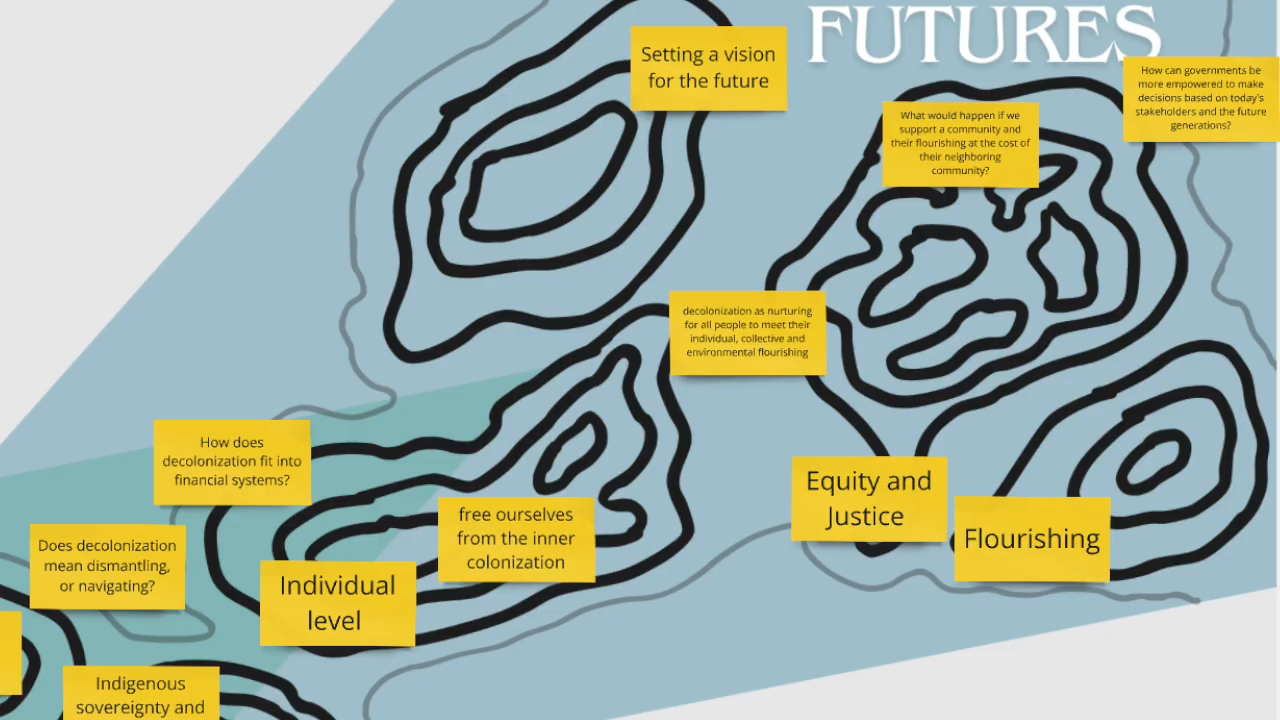 FUTURES
Setting a vision
for the future
How can governments be
more empowered to make
decisions based on today's
stakeholders and the future
generations?
What would happen if we
support a community and
their flourishing at the cost of
their neighboring
community?
decolonization as nurturing
for all people to meet their
individual, collective and
environmental flourishing
How does
decolonization fit into
financial systems?
free ourselves
from the inner
colonization
Equity and
Justice
Flourishing
Does decolonization
mean dismantling,
or navigating?
Individual
level
Indigenous
sovereignty and